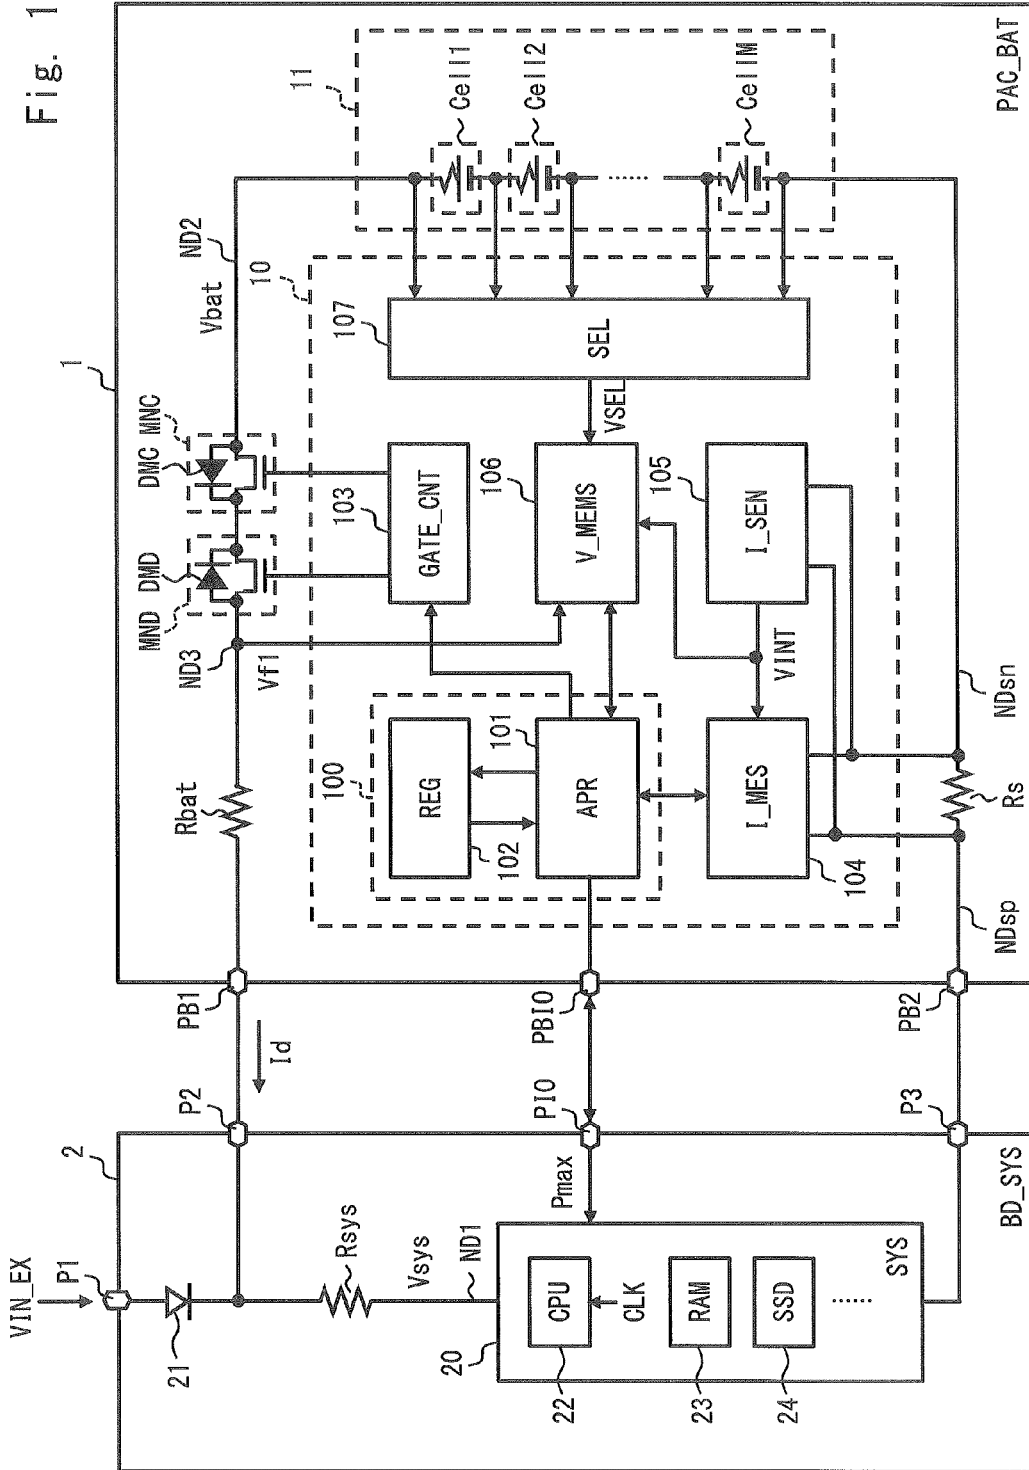 Fig. 1
VIN_EX
P1
2
21
Rsys
Vsys
ND1
20
SYS
CPU
22
CLK
RAM
23
SSD
24
......
BD_SYS
P2
Id
Pmax
PIO
P3
PB1
PBIO
PB2
1
PAC_BAT
Rbat
ND3
Vf1
MND
DMD
DMC
MNC
Vbat
ND2
10
100
REG
102
APR
101
GATE_CNT
103
V_MEMS
106
VSEL
SEL
107
I_MES
104
VINT
I_SEN
105
NDsp
Rs
NDsn
11
Cell1
Cell2
......
CellM